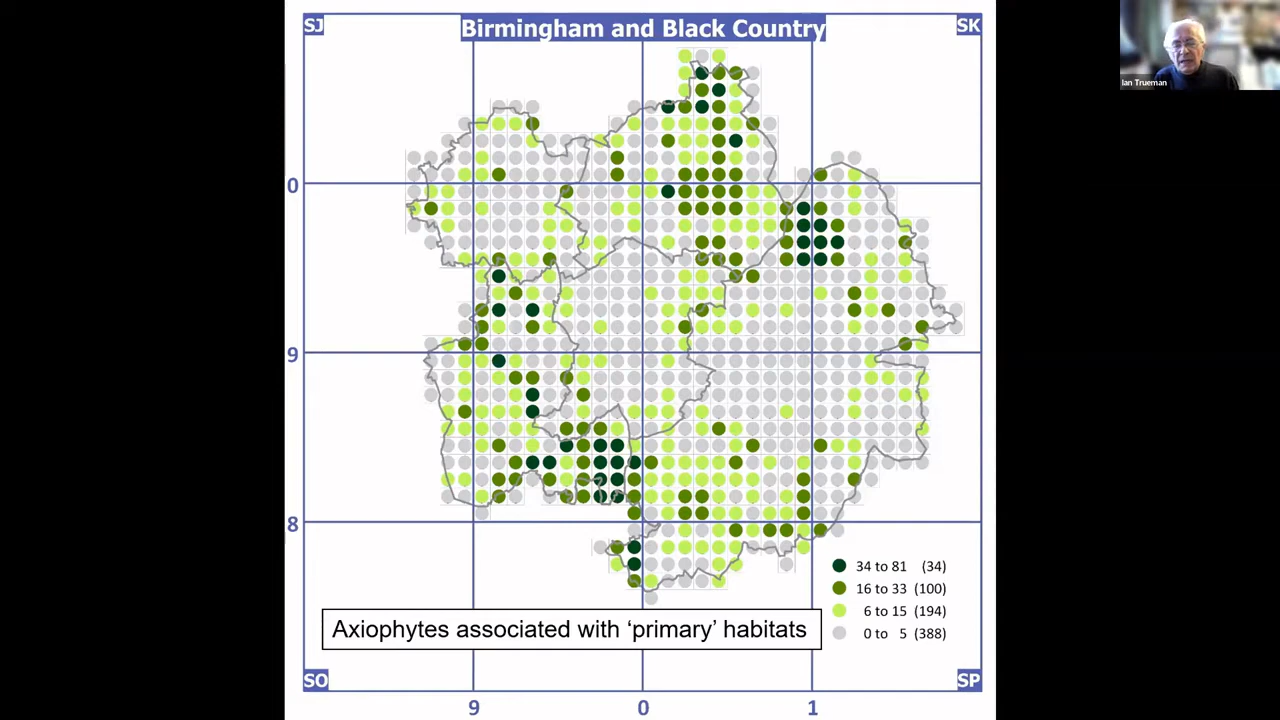 SJ
Birmingham and Black Country
SK
Ian Trueman
0
9
8
34 to 81 (34)
16 to 33 (100)
6 to 15 (194)
0 to 5 (388)
Axiophytes associated with ‘primary’ habitats
SO
SP
9 0 1